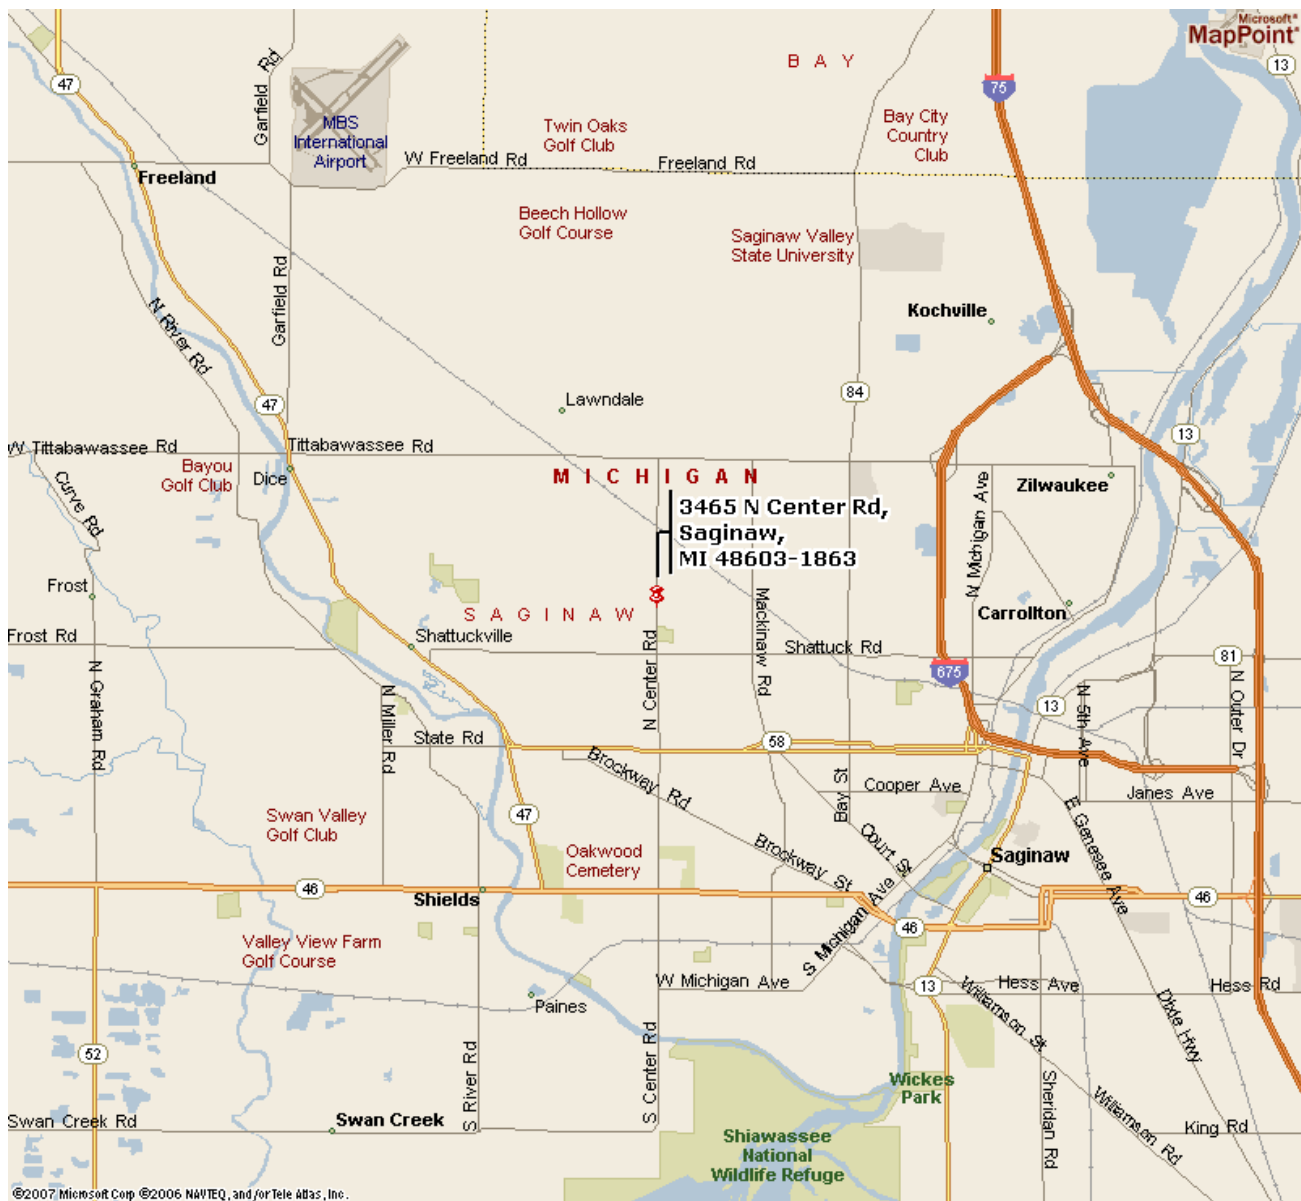 Microsoft®
MapPoint®
13
BAY
47
75
Garfield Rd
MBS
International
Airport
Twin Oaks
Golf Club
Bay City
Country
Club
W Freeland Rd
Freeland Rd
Freeland
Beech Hollow
Golf Course
Saginaw Valley
State University
Garfield Rd
N River Rd
Kochville
84
Lawndale
47
13
W Tittabawassee Rd
Tittabawassee Rd
Bayou
Golf Club
Dice
MICHIGAN
Zilwaukee
Curve Rd
N Michigan Ave
3465 N Center Rd,
Saginaw,
MI 48603-1863
Frost
SAGINAW
Mackinaw Rd
Carrollton
Frost Rd
Shattuckville
N Center Rd
Shattuck Rd
81
675
N Graham Rd
N Miller Rd
13
N 5th Ave
N Outer Dr
State Rd
58
Brockway Rd
Bay St
Cooper Ave
Janes Ave
47
Swan Valley
Golf Club
E Genesee Ave
Court St
Oakwood
Cemetery
Brockway St
Saginaw
46
Shields
46
46
S Michigan Ave
Valley View Farm
Golf Course
W Michigan Ave
13
Hess Ave
Hess Rd
Paines
Williamson St
Dixie Hwy
52
S River Rd
S Center Rd
Wickes
Park
Sheridan Rd
Williamson Rd
Swan Creek Rd
Swan Creek
King Rd
Shiawassee
National
Wildlife Refuge
©2007 Microsoft Corp ©2006 NAVTEQ, and/or Tele Atlas, Inc.